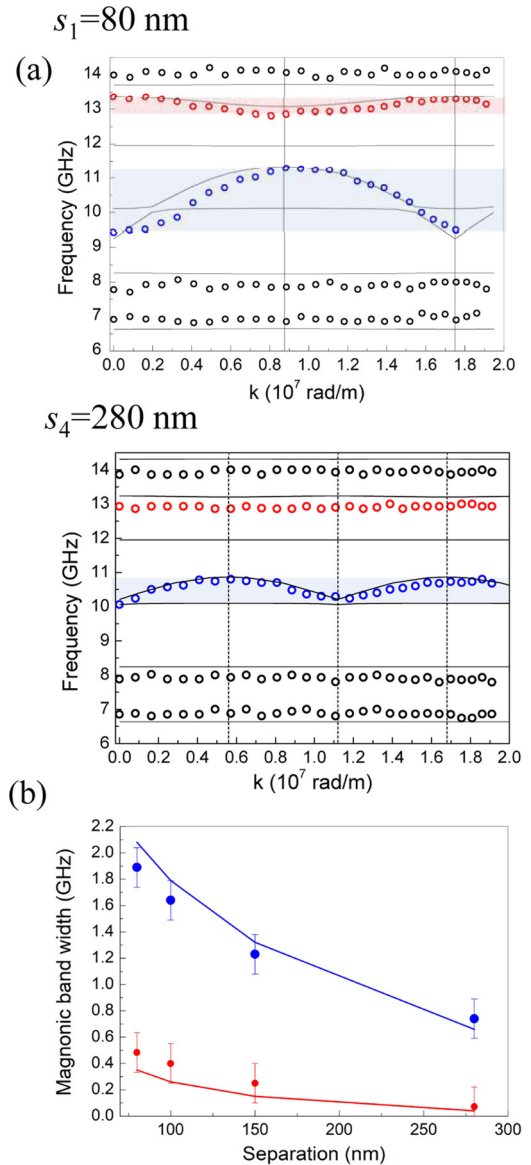 s1=80 nm
(a)
14
13
12
11
10
9
8
7
6
Frequency (GHz)
0.0 0.2 0.4 0.6 0.8 1.0 1.2 1.4 1.6 1.8 2.0
k (10^7 rad/m)
s4=280 nm
14
13
12
11
10
9
8
7
6
Frequency (GHz)
0.0 0.2 0.4 0.6 0.8 1.0 1.2 1.4 1.6 1.8 2.0
k (10^7 rad/m)
(b)
2.2
2.0
1.8
1.6
1.4
1.2
1.0
0.8
0.6
0.4
0.2
0.0
Magnonic band width (GHz)
100 150 200 250 300
Separation (nm)